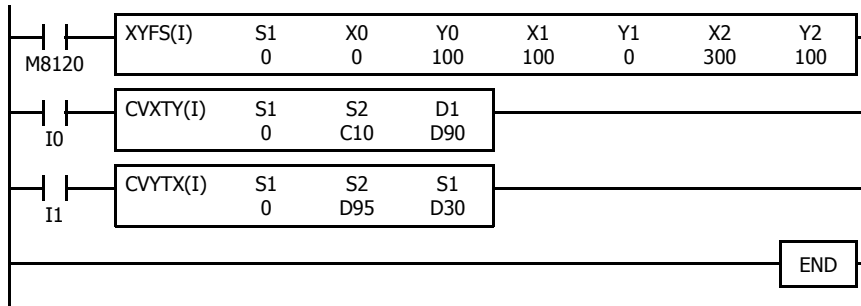 XYFS(I) S1 X0 Y0 X1 Y1 X2 Y2
M8120 0 0 100 100 0 300 100
CVXTY(I) S1 S2 D1
I0 0 C10 D90
CVYTX(I) S1 S2 S1
I1 0 D95 D30
END